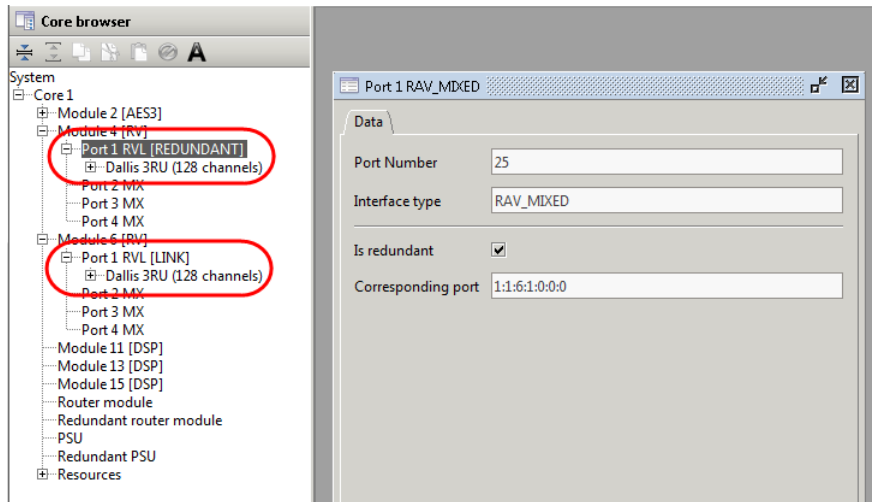 Core browser
A
System
Core 1
Module 2 [AES3]
Module 4 [RV]
Port 1 RVL [REDUNDANT]
Dallis 3RU (128 channels)
Port 2 MX
Port 3 MX
Port 4 MX
Module 6 [RV]
Port 1 RVL [LINK]
Dallis 3RU (128 channels)
Port 2 MX
Port 3 MX
Port 4 MX
Module 11 [DSP]
Module 13 [DSP]
Module 15 [DSP]
Router module
Redundant router module
PSU
Redundant PSU
Resources
Port 1 RAV_MIXED
Data
Port Number 25
Interface type RAV_MIXED
Is redundant
Corresponding port 1:1:6:1:0:0:0